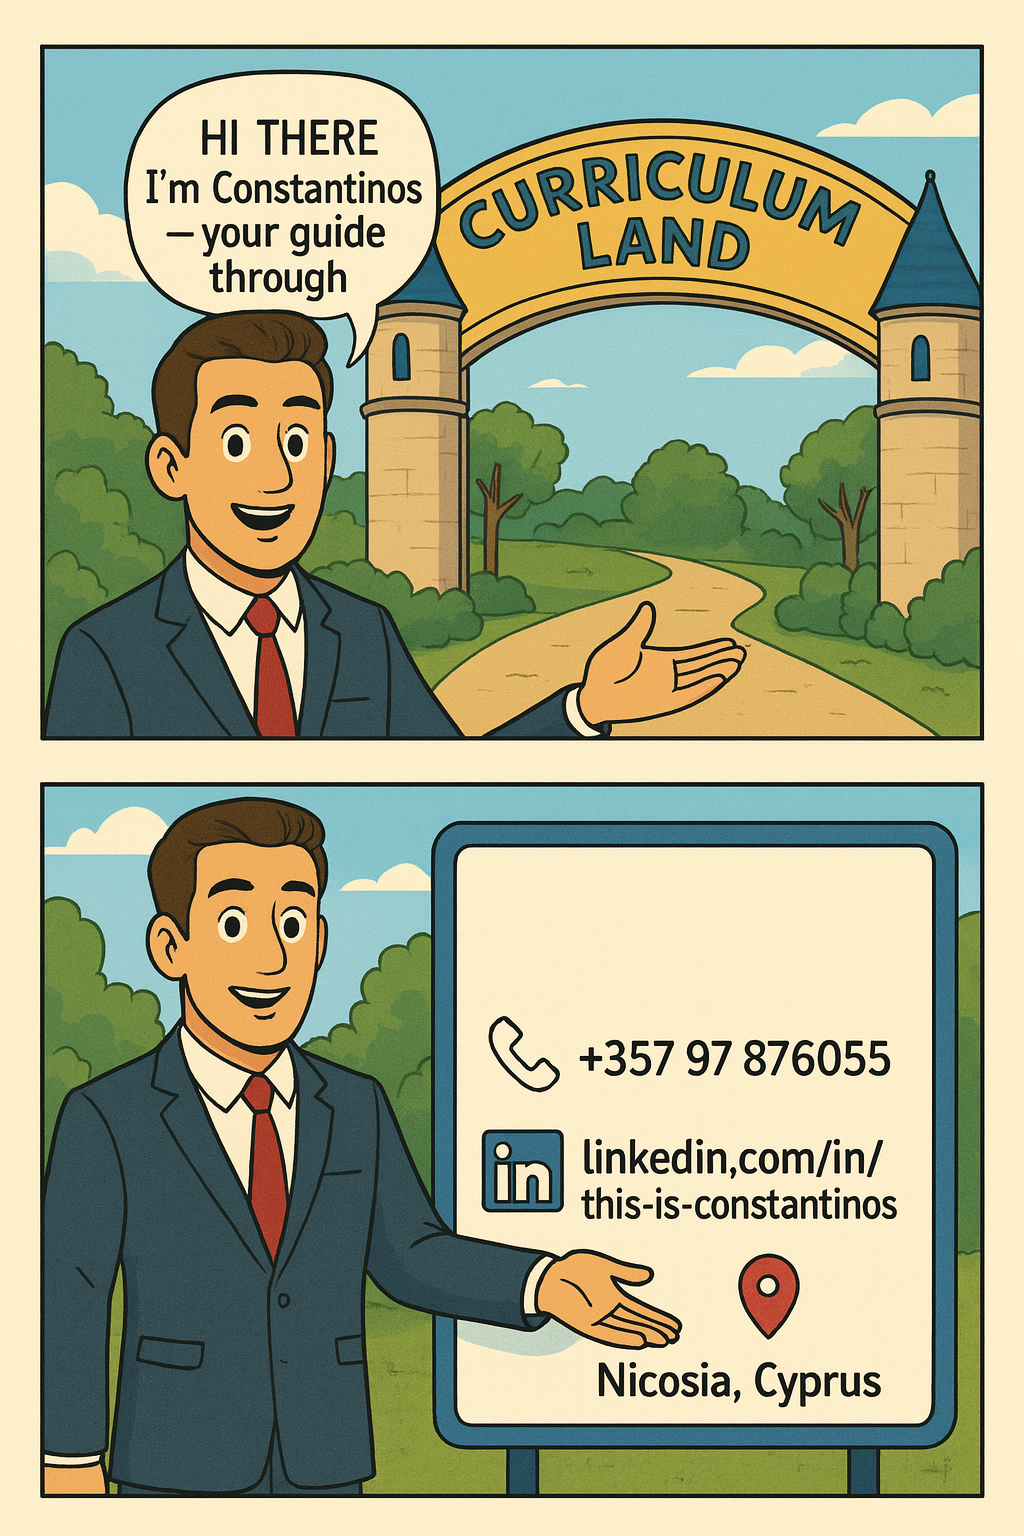 HI THERE
I'm Constantinos
– your guide
through
CURRICULUM
LAND
+357 97 876055
in
linkedin,com/in/
this-is-constantinos
Nicosia, Cyprus